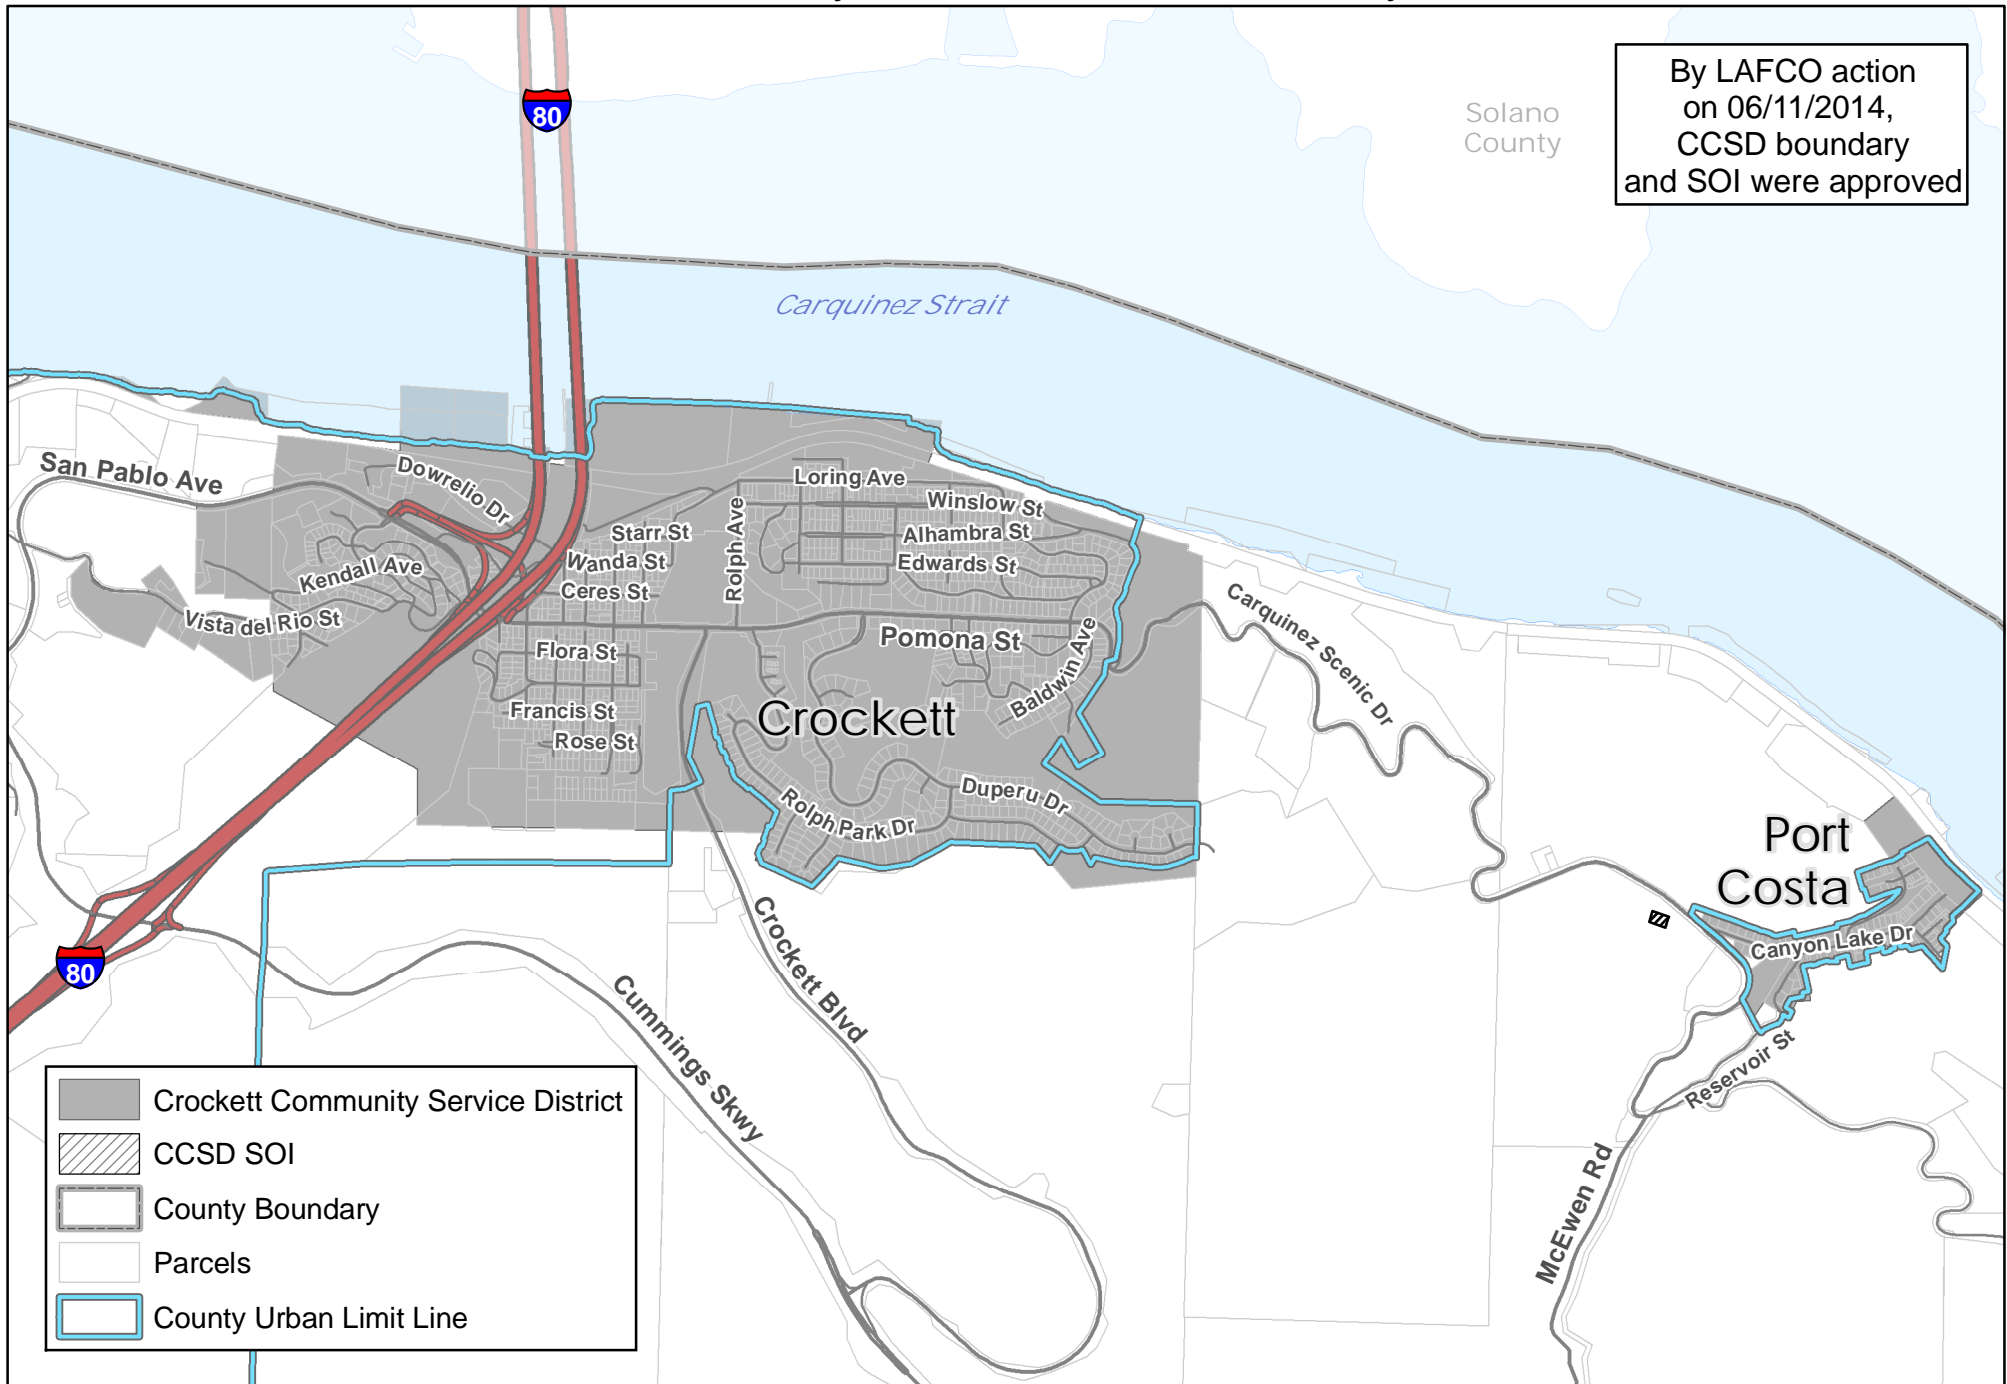 80
Solano
County
By LAFCO action
on 06/11/2014,
CCSD boundary
and SOI were approved
Carquinez Strait
San Pablo Ave
Dowrelio Dr
Loring Ave
Winslow St
Rolph Ave
Starr St
Alhambra St
Wanda St
Edwards St
Kendall Ave
Ceres St
Vista del Rio St
Carquinez Scenic Dr
Pomona St
Flora St
Baldwin Ave
Francis St
Crockett
Rose St
Duperu Dr
Rolph Park Dr
Port
Costa
Canyon Lake Dr
Crockett Blvd
80
Cummings Skwy
Reservoir St
McEwen Rd
Crockett Community Service District
CCSD SOI
County Boundary
Parcels
County Urban Limit Line